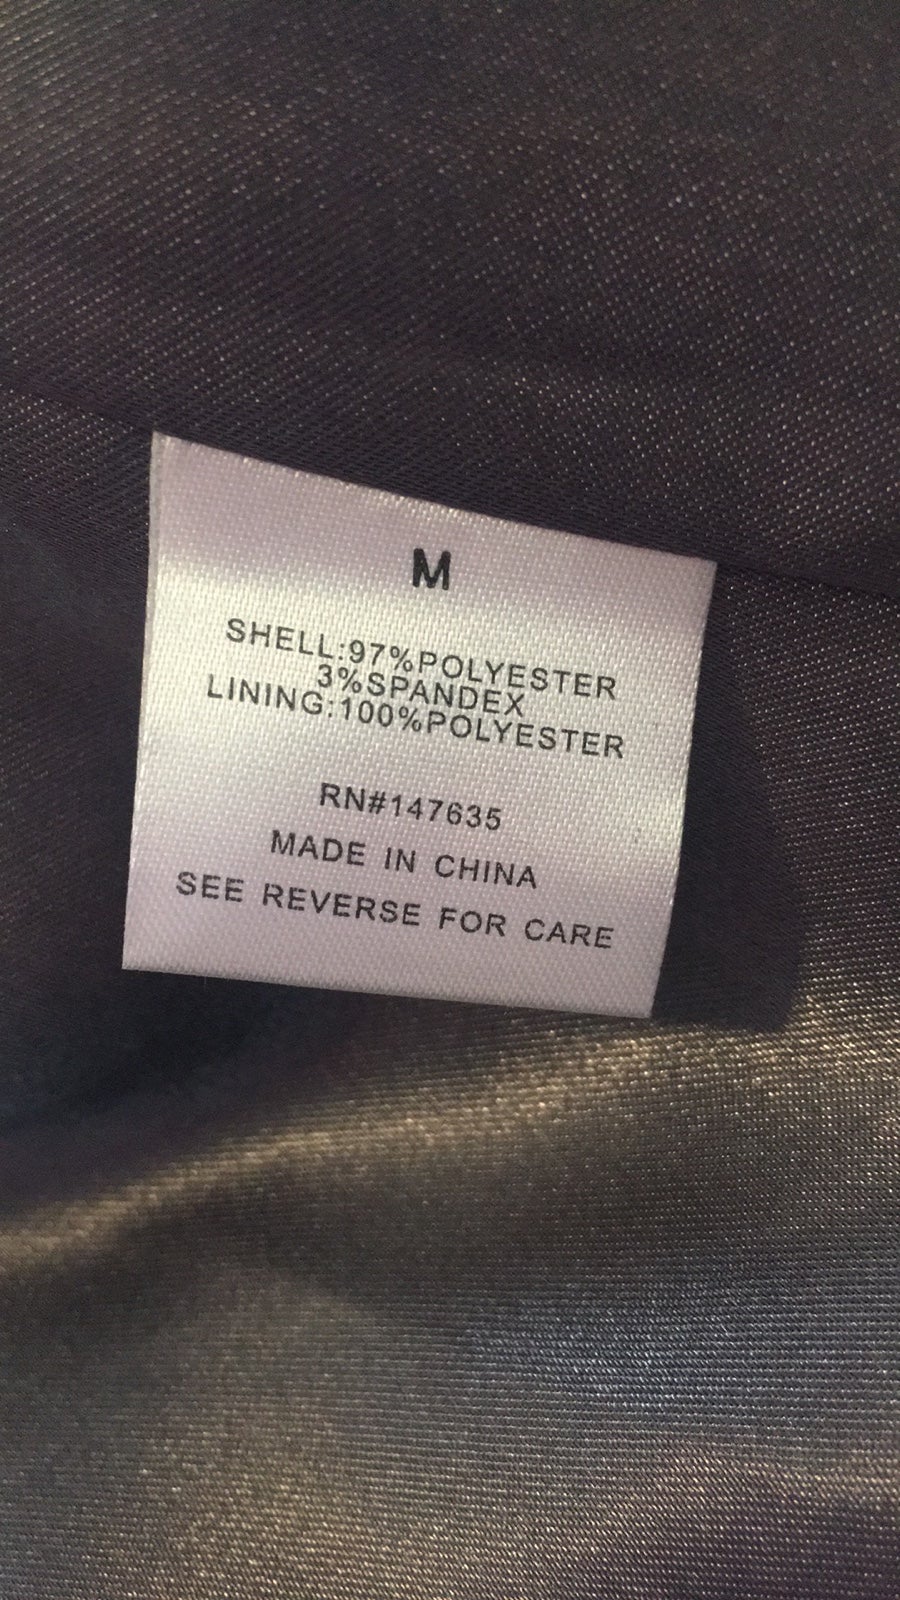 M
SHELL:97%POLYESTER
3%SPANDEX
LINING:100%POLYESTER
RN#147635
MADE IN CHINA
SEE REVERSE FOR CARE